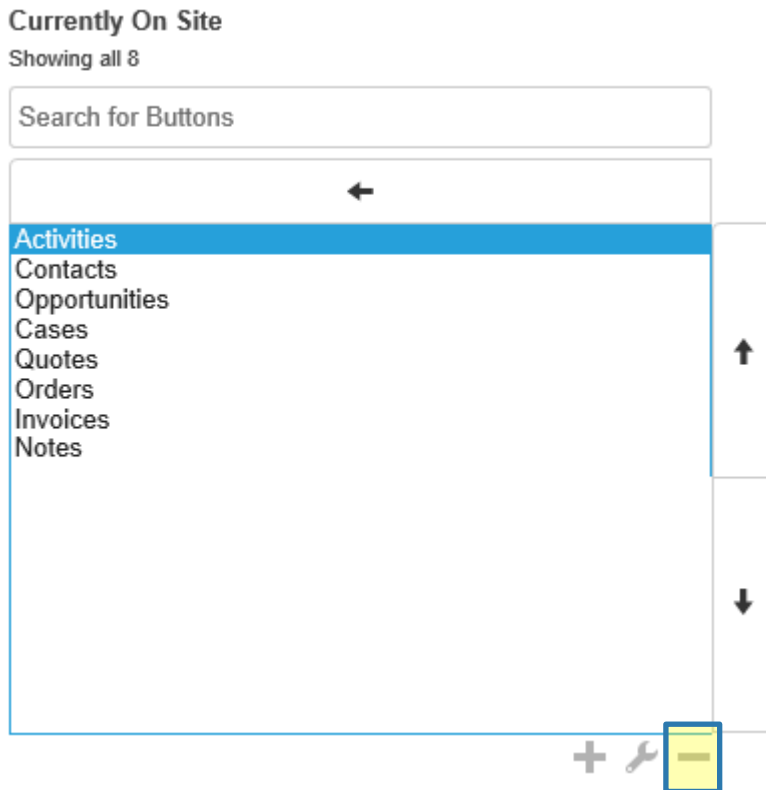 Currently On Site
Showing all 8
Search for Buttons
Activities
Contacts
Opportunities
Cases
Quotes
Orders
Invoices
Notes